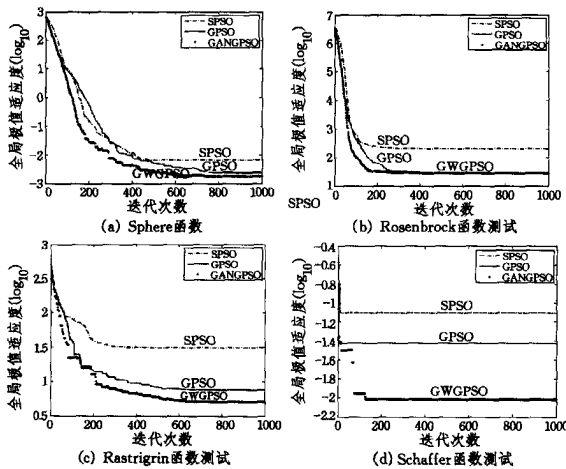 全局极值适应度(log10)
3
2
1
0
-1
-2
-3
0
200
400
600
800
1000
SPSO
GPSO
GANGPSO
SPSO
GPSO
GWGPSO
迭代次数
(a) Sphere函数
全局极值适应度(log10)
7
6
5
4
3
2
1
0
200
400
600
800
1000
SPSO
GPSO
GANGPSO
SPSO
GPSO
GWGPSO
SPSO
迭代次数
(b) Rosenbrock函数测试
全局极值适应度(log10)
3
2.5
2
1.5
1
0.5
0
200
400
600
800
1000
SPSO
GPSO
GANGPSO
SPSO
GPSO
GWGPSO
迭代次数
(c) Rastrigrin函数测试
全局极值适应度(log10)
-0.4
-0.6
-0.8
-1
-1.2
-1.4
-1.6
-1.8
-2
-2.2
0
200
400
600
800
1000
SPSO
GPSO
GANGPSO
SPSO
GPSO
GWGPSO
迭代次数
(d) Schaffer函数测试